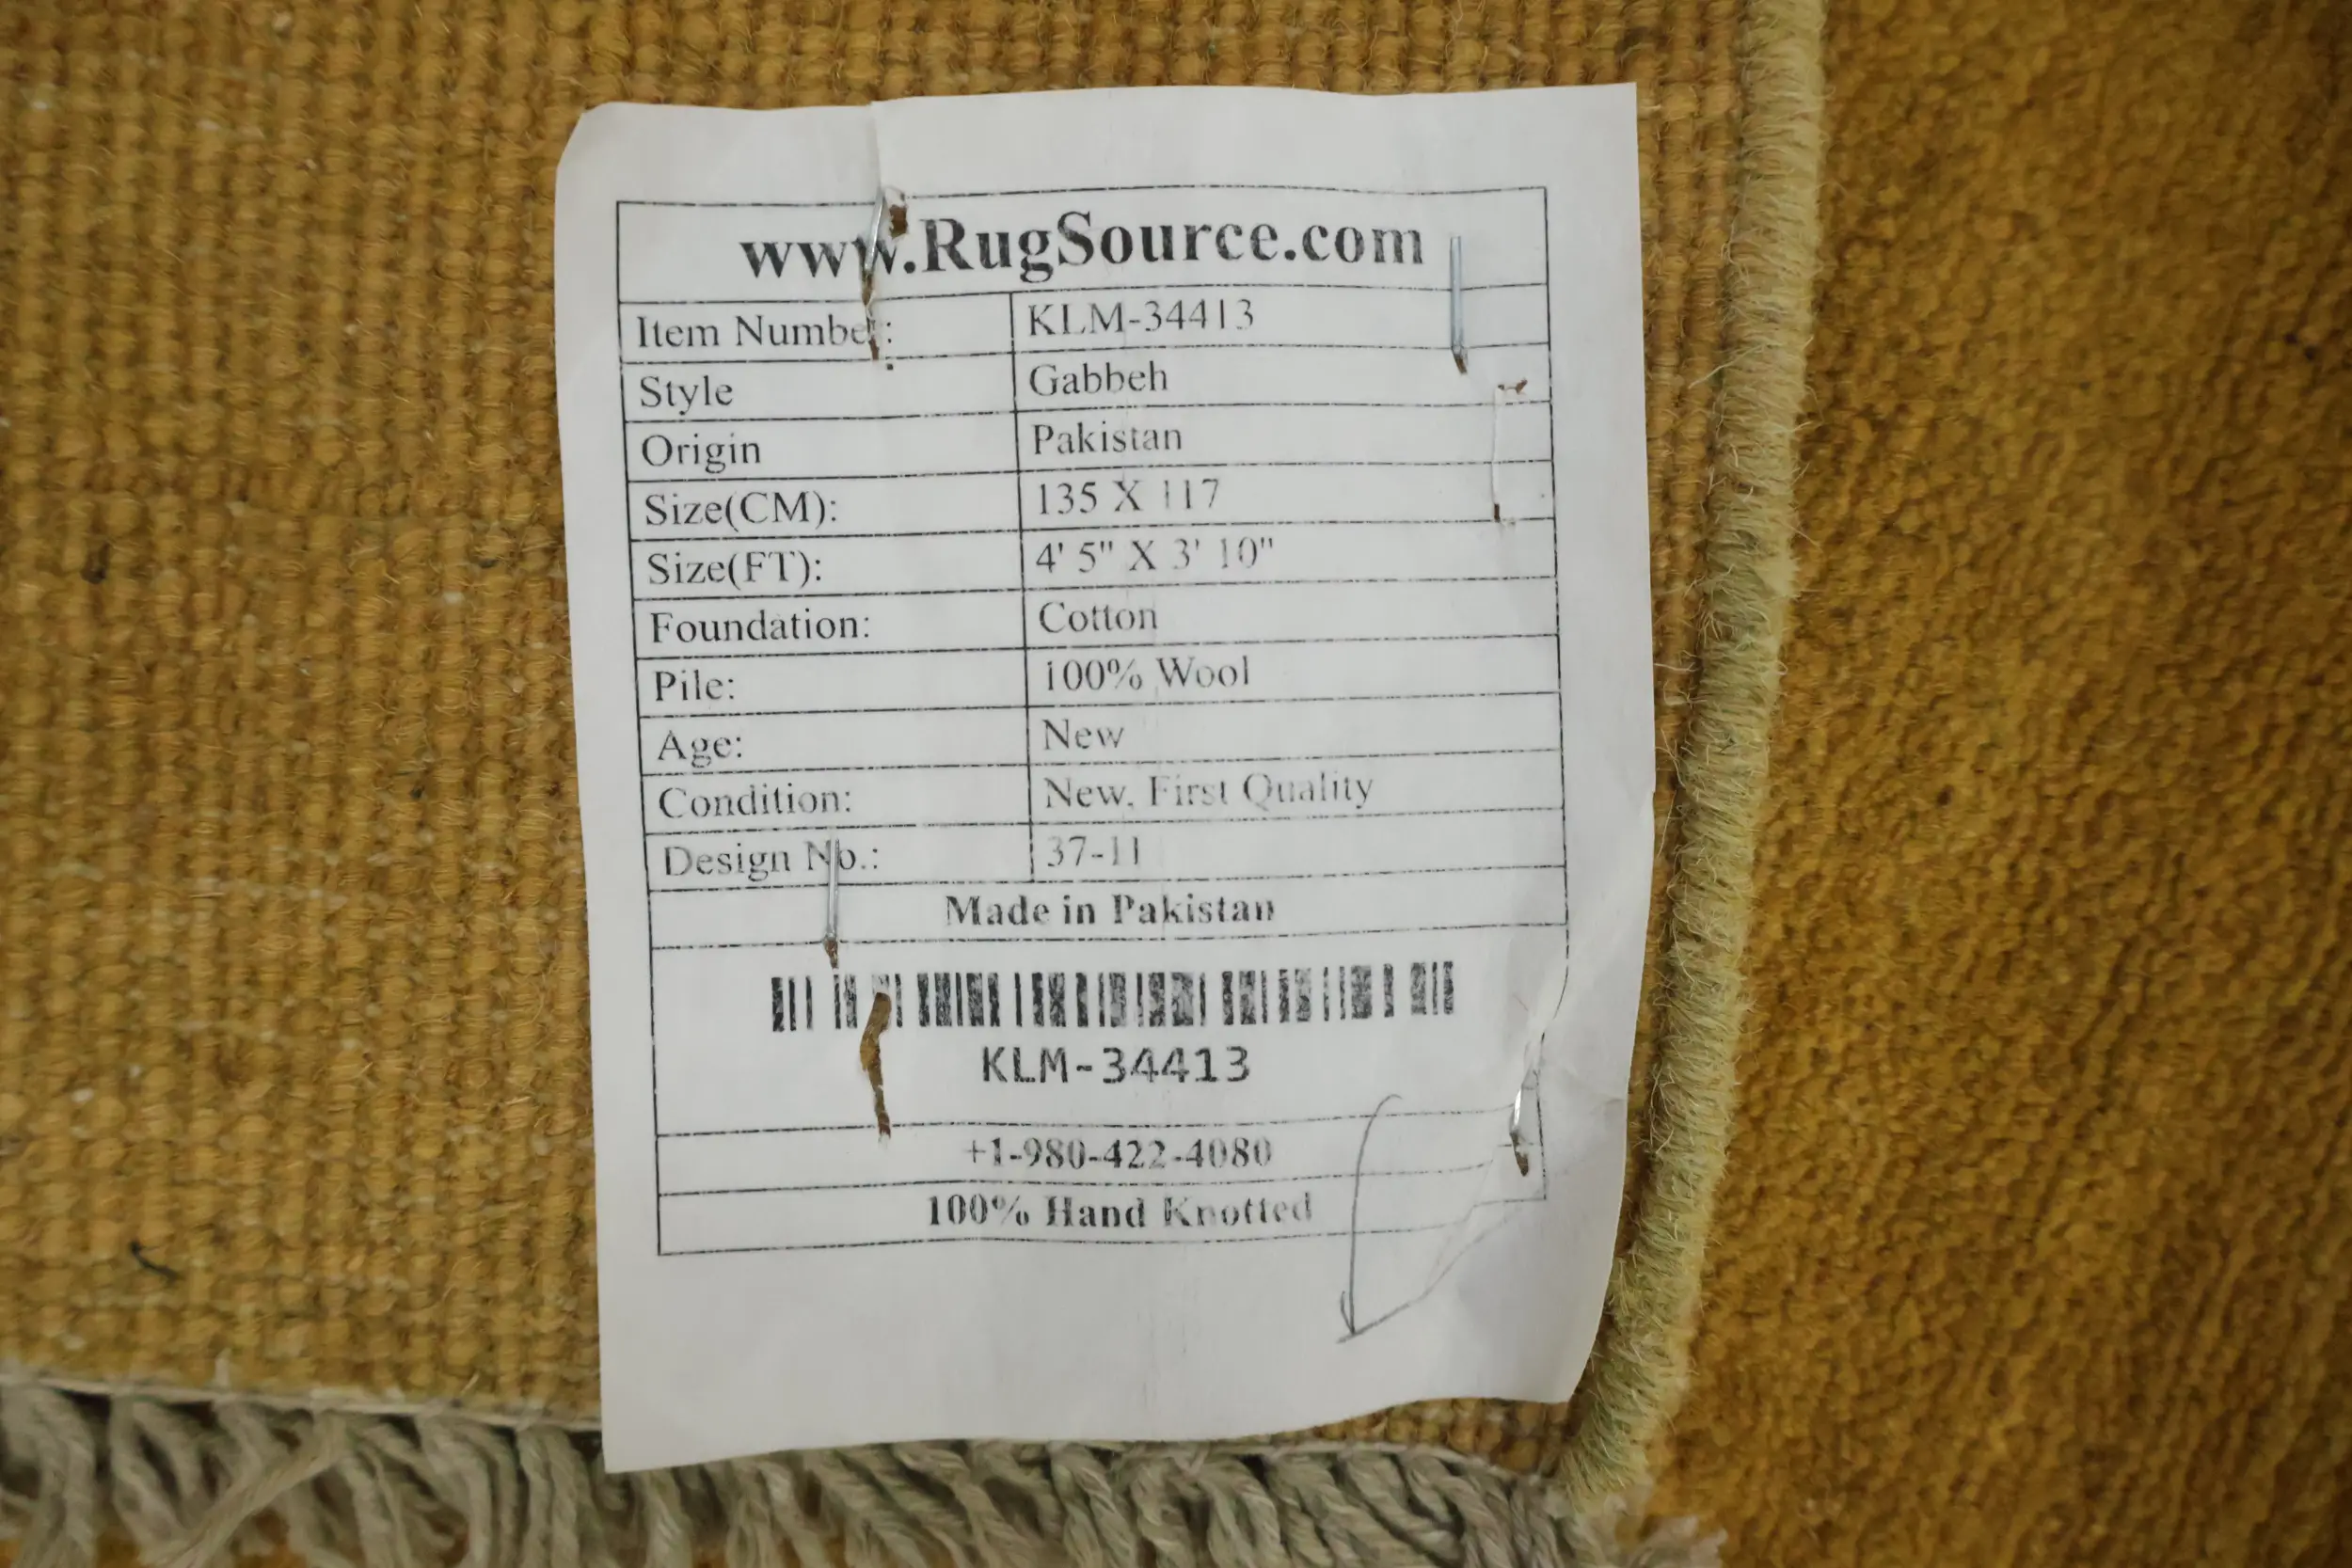 www.RugSource.com
Item Number: KLM-34413
Style Gabbeh
Origin Pakistan
Size(CM): 135 X 117
Size(FT): 4' 5" X 3' 10"
Foundation: Cotton
Pile: 100% Wool
Age: New
Condition: New, First Quality
Design No.: 37-11
Made in Pakistan
KLM-34413
+1-980-422-4080
100% Hand Knotted